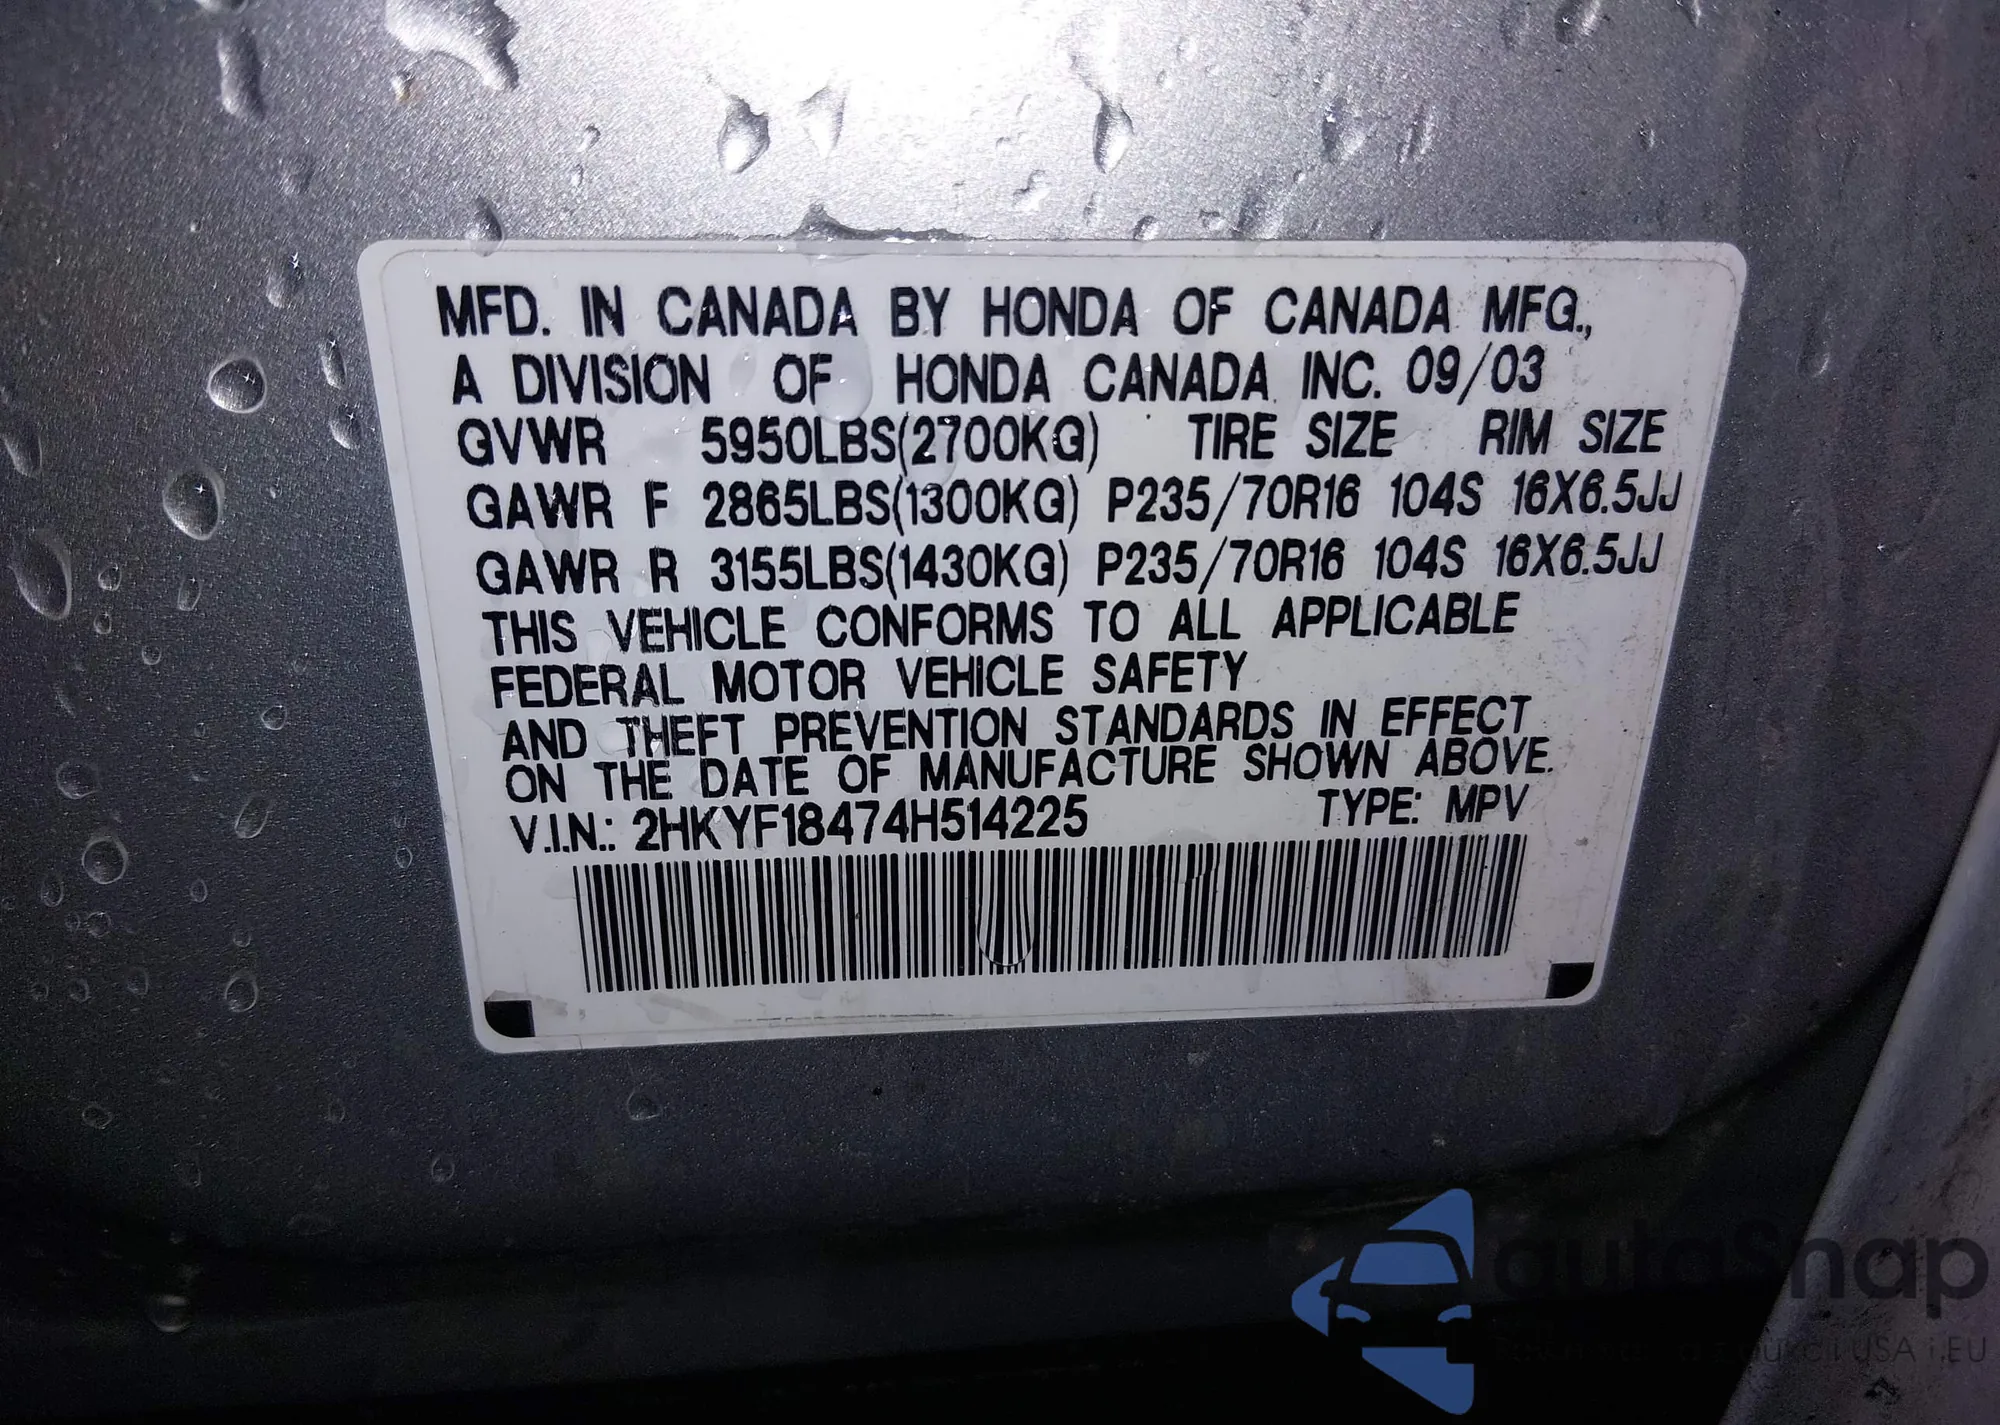 MFD. IN CANADA BY HONDA OF CANADA MFG.,
A DIVISION OF HONDA CANADA INC. 09/03
GVWR 5950LBS(2700KG) TIRE SIZE RIM SIZE
GAWR F 2865LBS(1300KG) P235/70R16 104S 16X6.5JJ
GAWR R 3155LBS(1430KG) P235/70R16 104S 16X6.5JJ
THIS VEHICLE CONFORMS TO ALL APPLICABLE
FEDERAL MOTOR VEHICLE SAFETY
AND THEFT PREVENTION STANDARDS IN EFFECT
ON THE DATE OF MANUFACTURE SHOWN ABOVE.
V.I.N.: 2HKYF18474H514225 TYPE: MPV
autoSnap
USA i EU